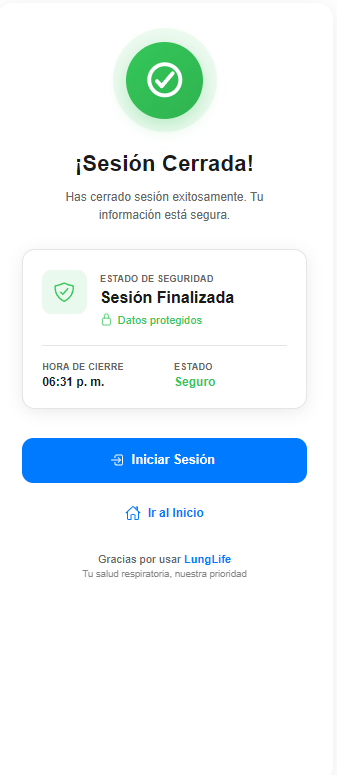 ¡Sesión Cerrada!
Has cerrado sesión exitosamente. Tu
información está segura.
ESTADO DE SEGURIDAD
Sesión Finalizada
Datos protegidos
HORA DE CIERRE
06:31 p. m.
ESTADO
Seguro
Iniciar Sesión
Ir al Inicio
Gracias por usar LungLife
Tu salud respiratoria, nuestra prioridad